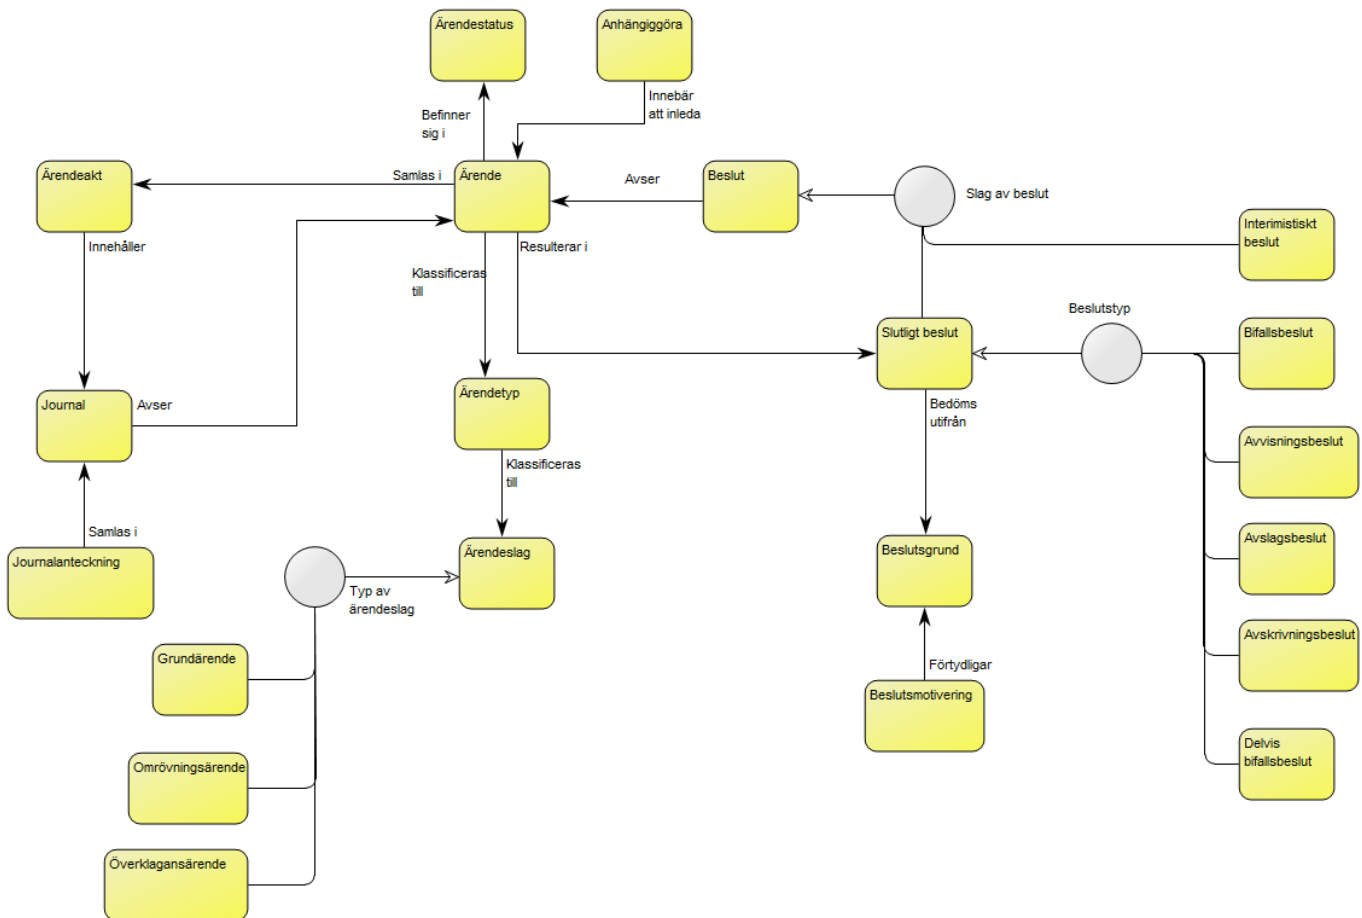 Ärendestatus
Anhängiggöra
Innebär
att inleda
Befinner
sig i
Ärendeakt
Samlas i
Ärende
Avser
Beslut
Slag av beslut
Interimistiskt
beslut
Innehåller
Resulterar i
Klassificeras
till
Beslutstyp
Slutligt beslut
Bifallsbeslut
Journal
Avser
Ärendetyp
Bedöms
utifrån
Avvisningsbeslut
Klassificeras
till
Samlas i
Journalanteckning
Ärendeslag
Beslutsgrund
Avslagsbeslut
Typ av
ärendeslag
Grundärende
Förtydligar
Avskrivningsbeslut
Beslutsmotivering
Omrövningsärende
Delvis
bifallsbeslut
Överklagansärende